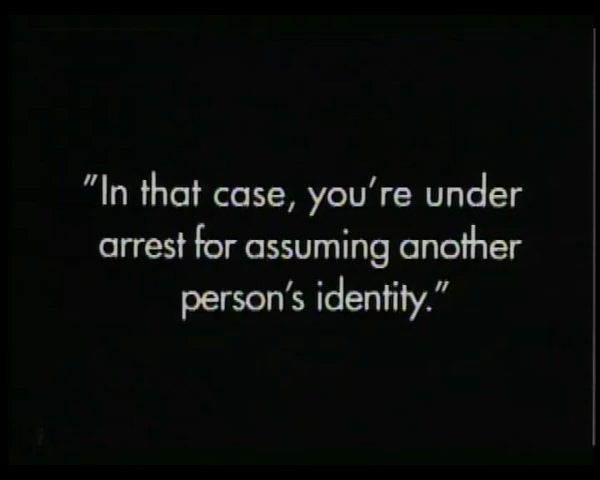 "In that case, you're under
arrest for assuming another
person's identity."